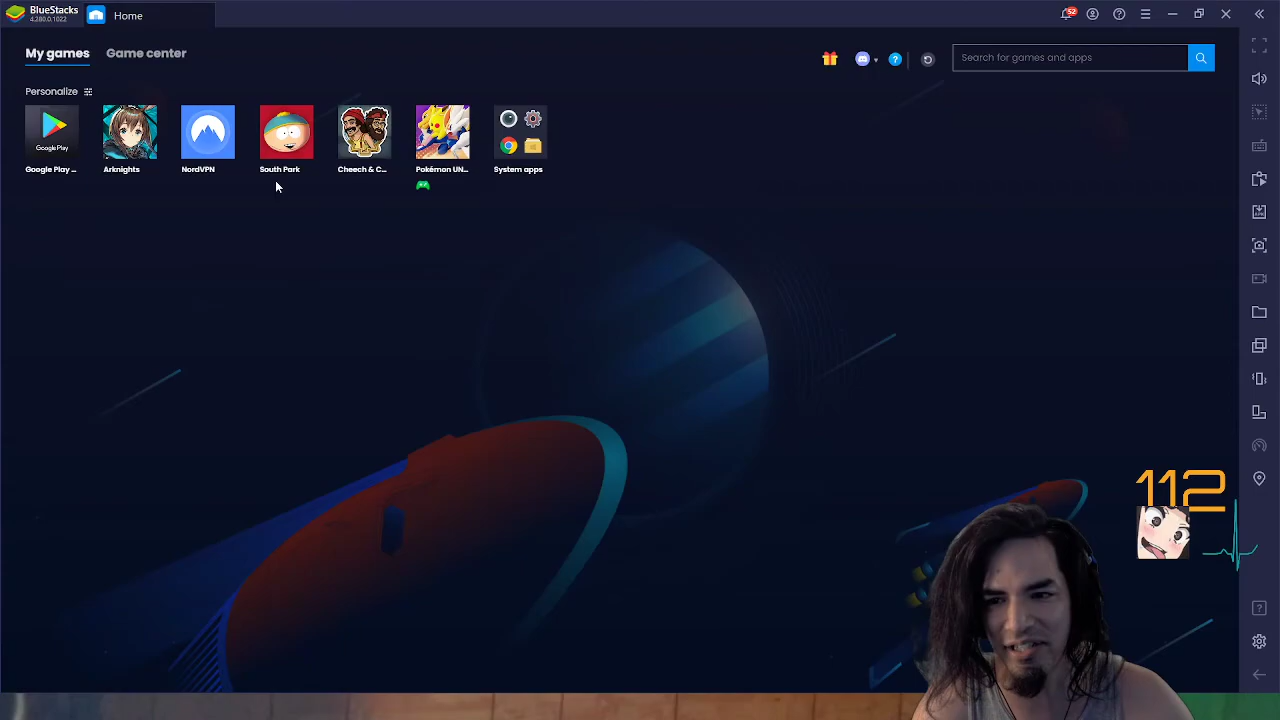 BlueStacks
4.280.0.1022
Home
52
My games
Game center
Search for games and apps
Personalize
Google Play
Google Play ...
Arknights
NordVPN
South Park
Cheech & C...
Pokémon UN...
System apps
112